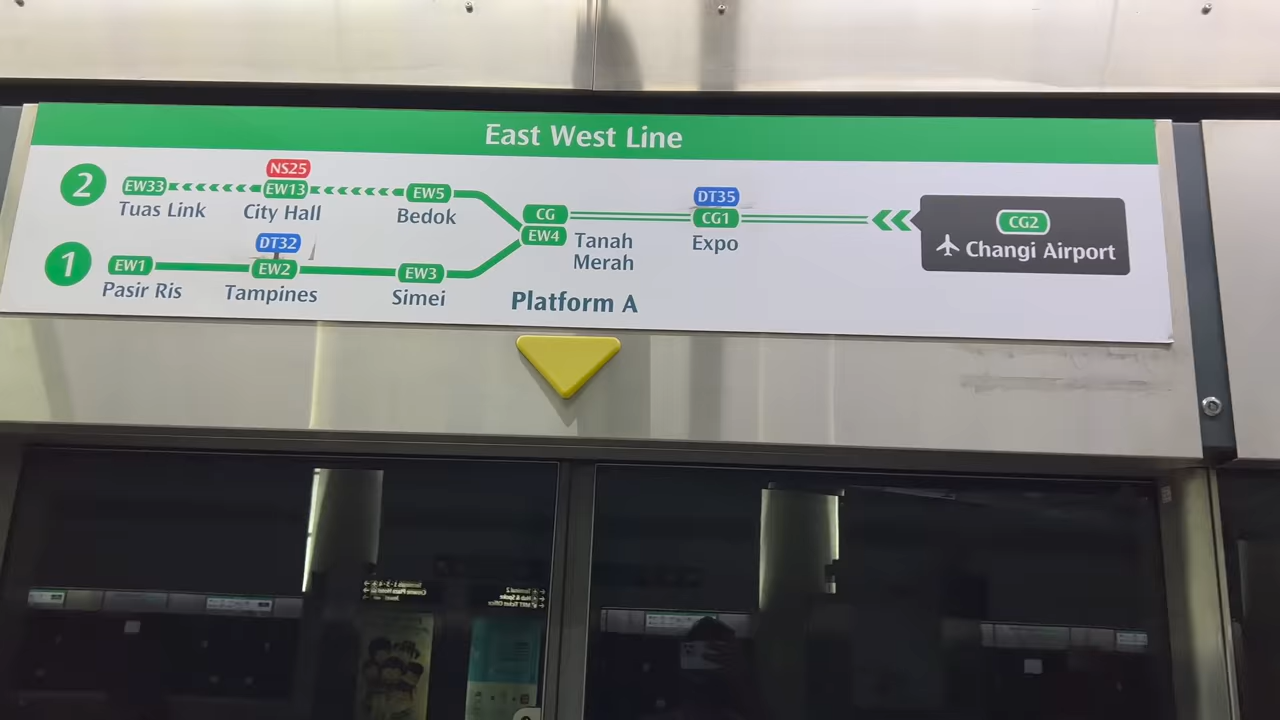 East West Line
2
NS25
EW33
EW13
EW5
Tuas Link
City Hall
Bedok
1
DT32
EW1
EW2
EW3
Pasir Ris
Tampines
Simei
CG
EW4
Tanah
Merah
DT35
CG1
Expo
CG2
Changi Airport
Platform A